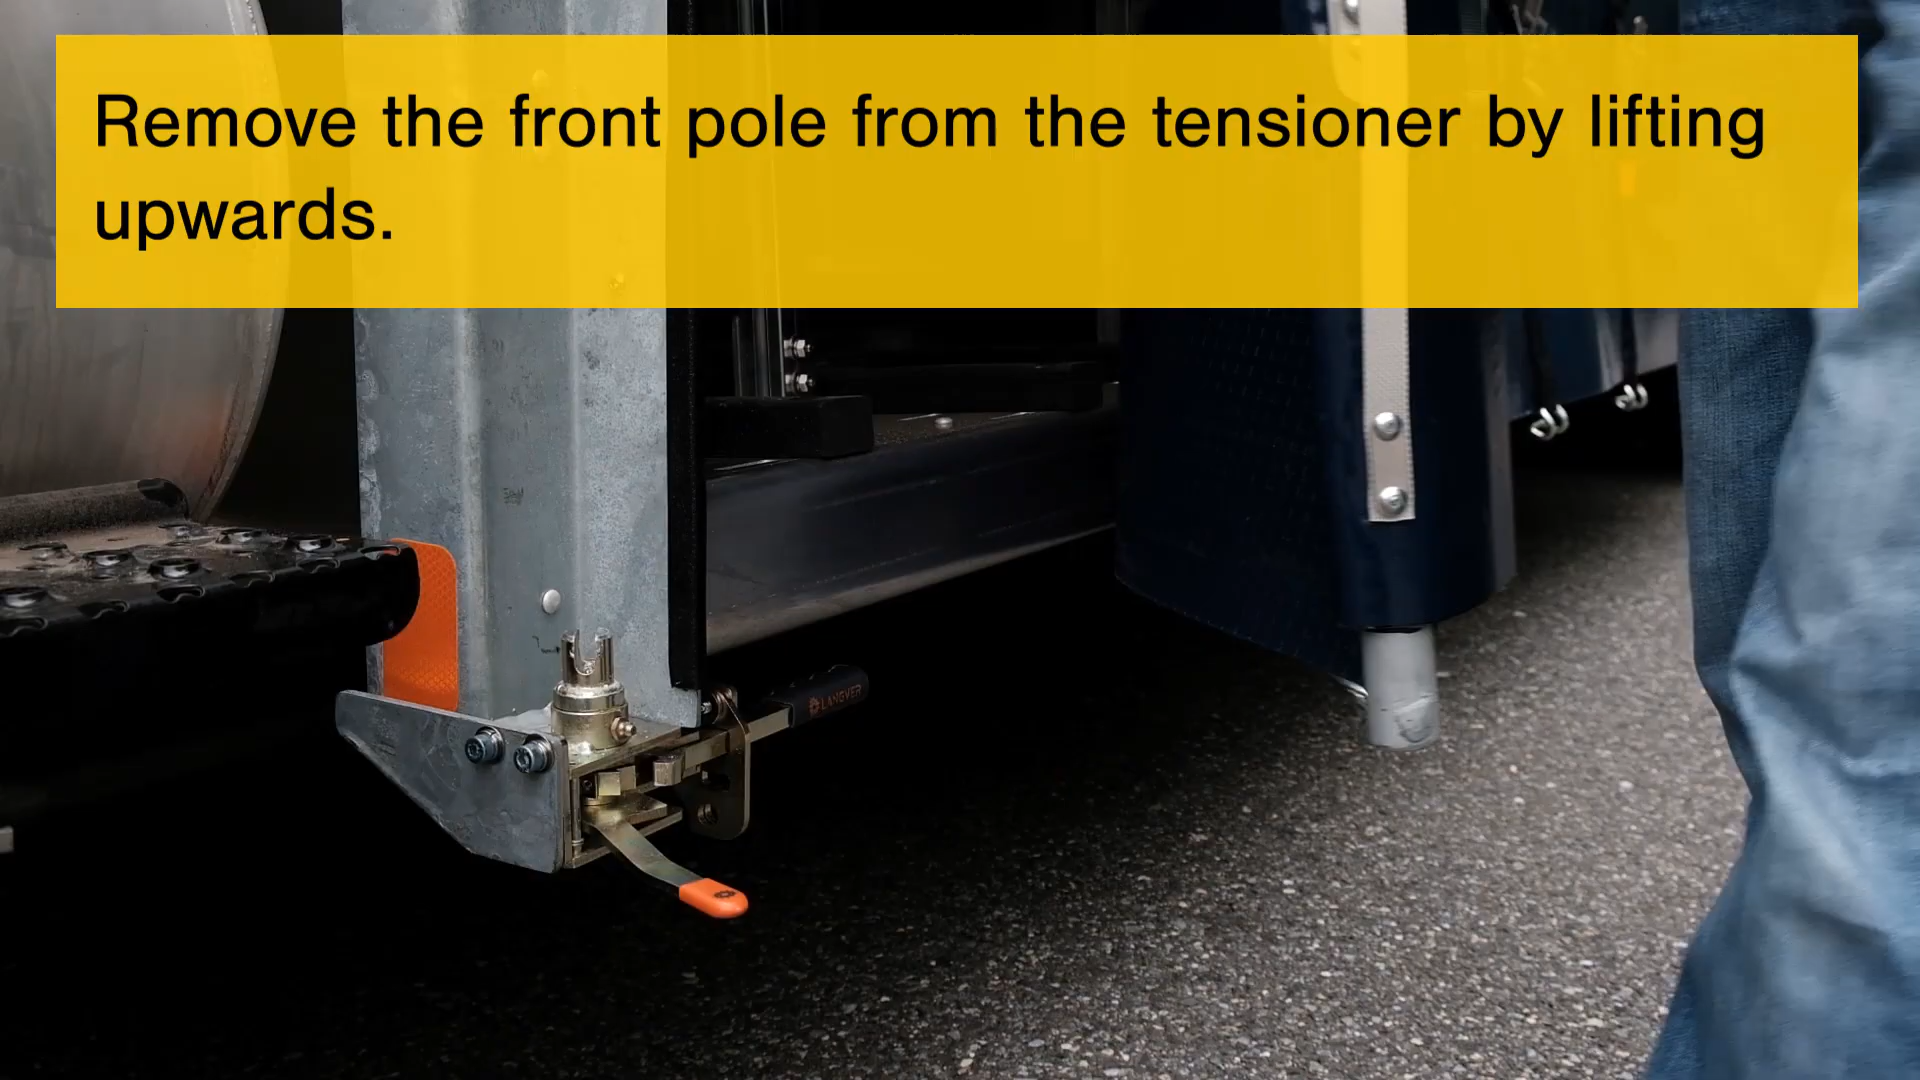 Remove the front pole from the tensioner by lifting
upwards.
LANGVER